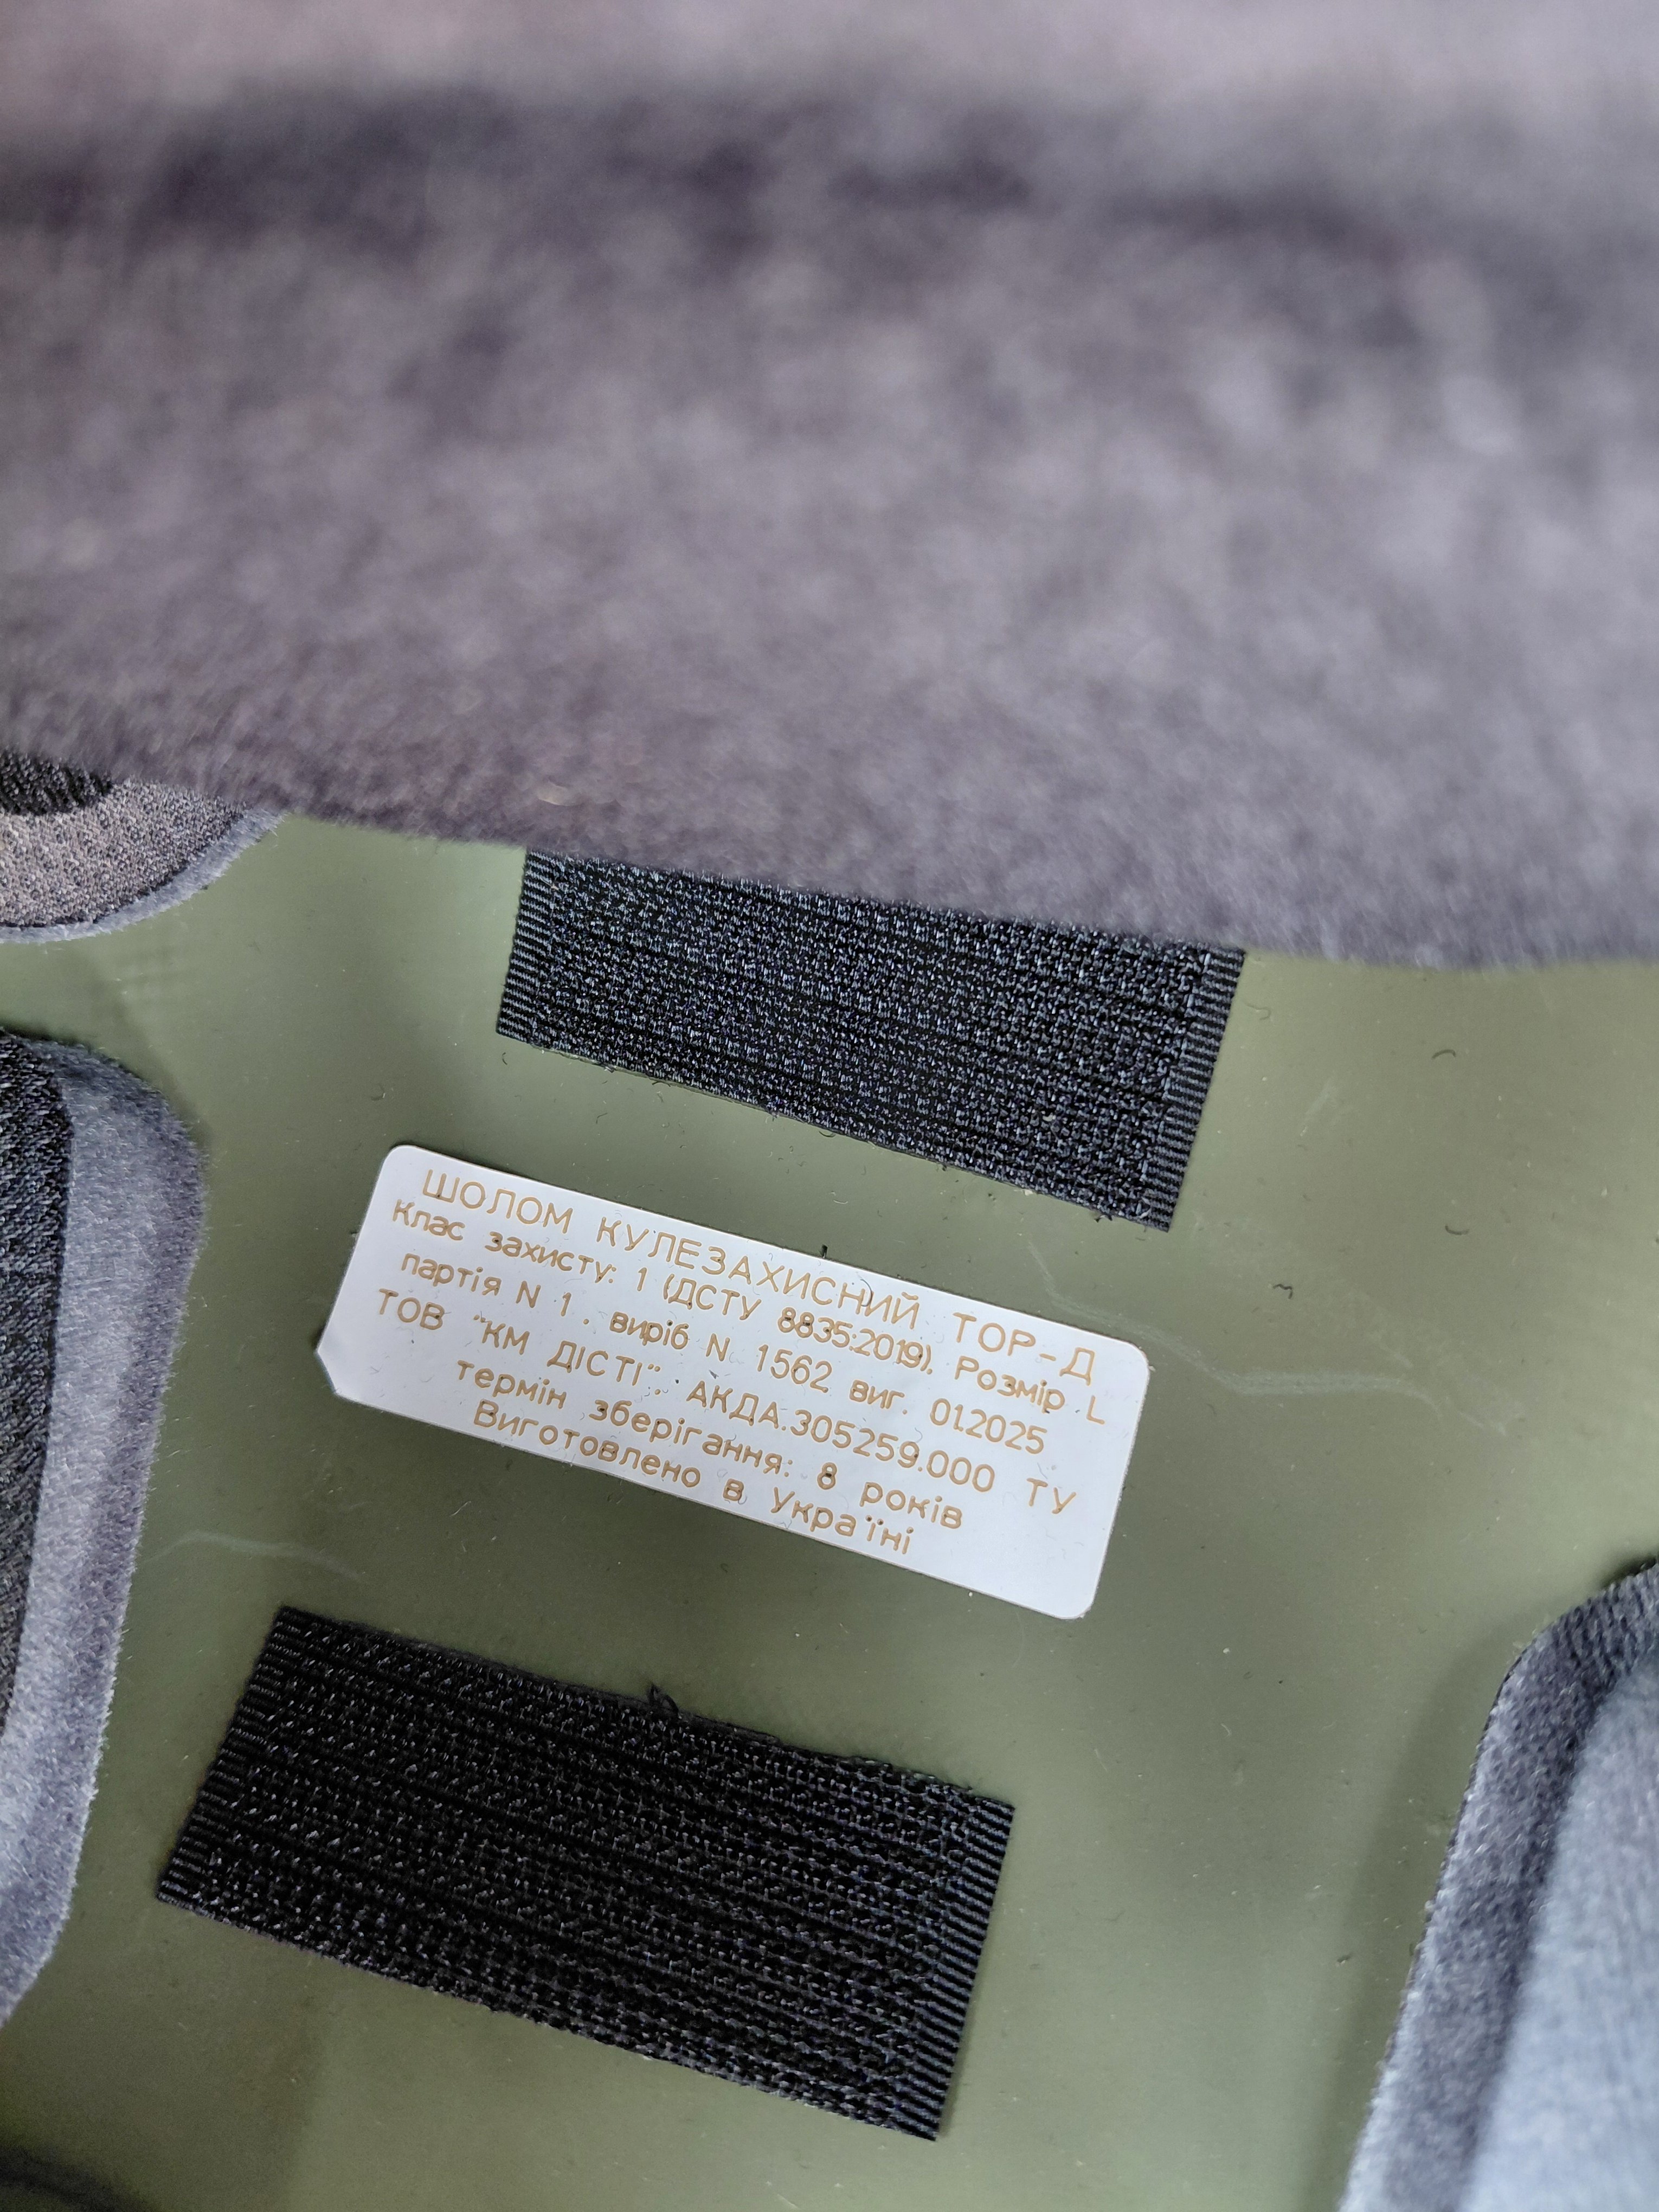 ШОЛОМ КУЛЕЗАХИСНИЙ ТОР-Д
Клас захисту: 1 (ДСТУ 8835:2019). Розмір L
партія N 1 . виріб N 1562 виг. 01.2025
ТОВ "КМ ДІСТІ". АКДА.305259.000 ТУ
термін зберігання: 8 років
Виготовлено в Україні